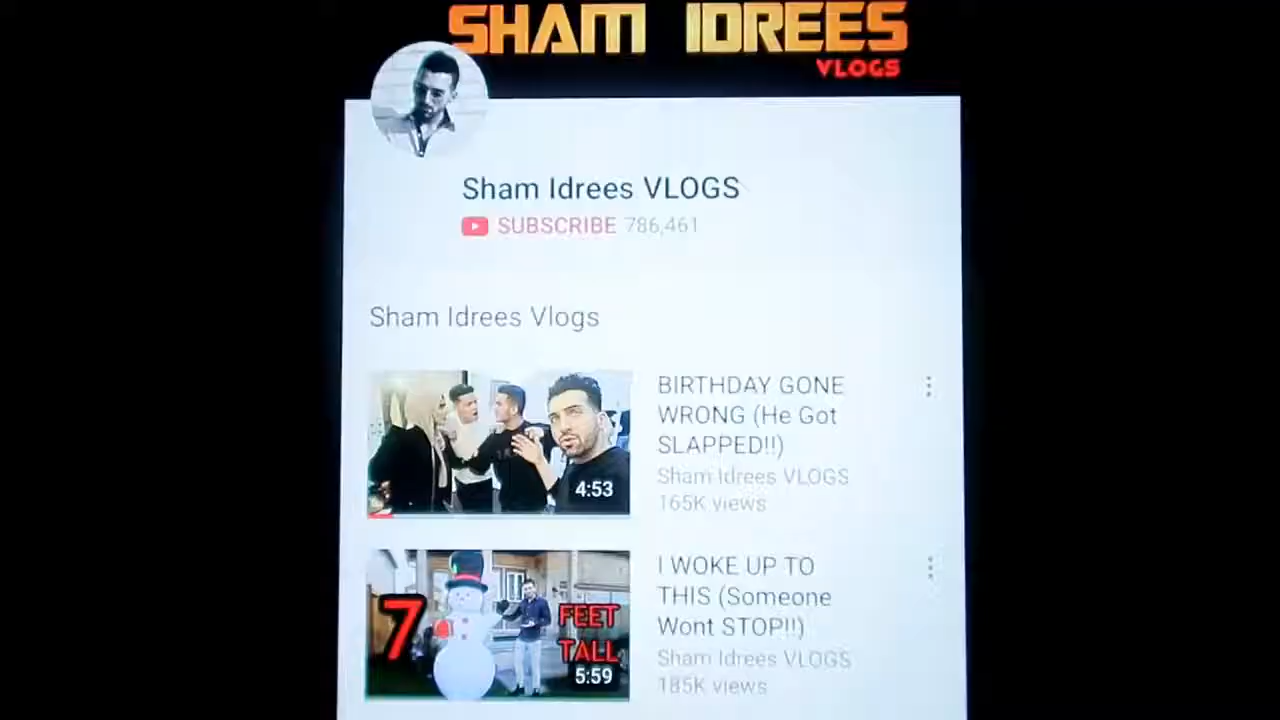 SHAM IDREES
VLOGS
Sham Idrees VLOGS
SUBSCRIBE 786,461
Sham Idrees Vlogs
BIRTHDAY GONE
WRONG (He Got
SLAPPED!!)
Sham Idrees VLOGS
165K views
4:53
I WOKE UP TO
THIS (Someone
Wont STOP!!)
Sham Idrees VLOGS
185K views
7 FEET
TALL
5:59